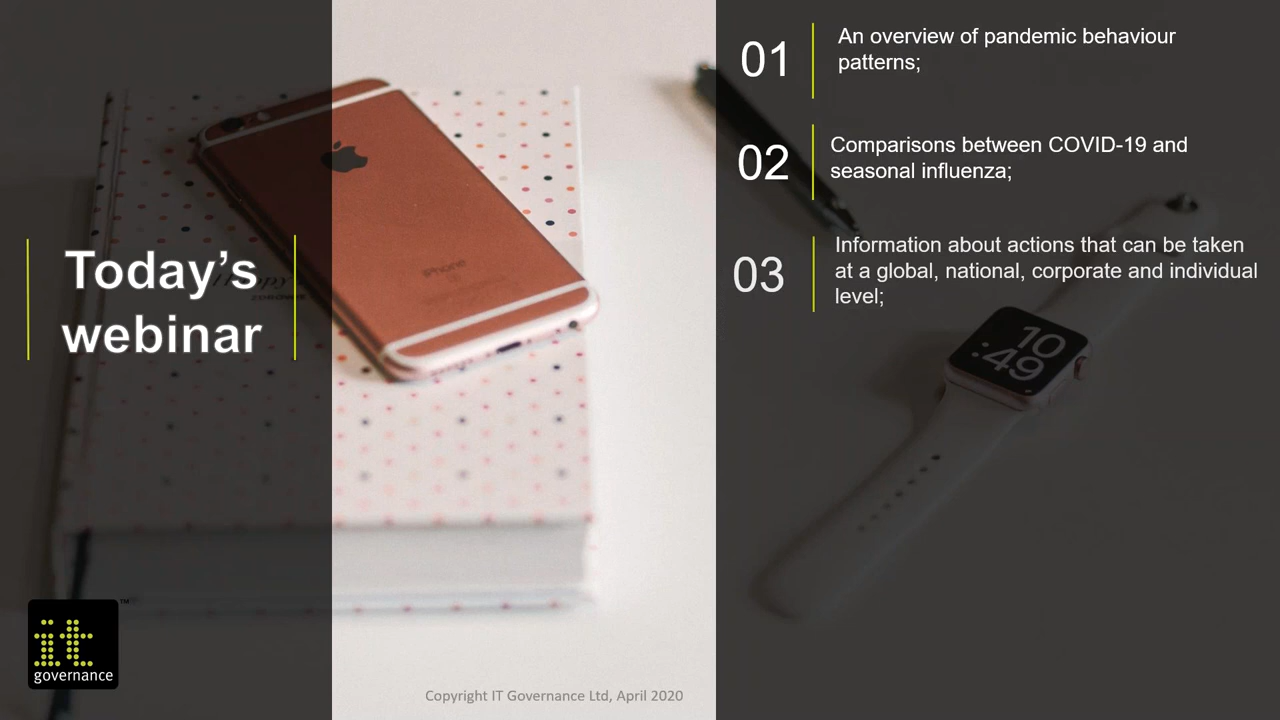 Today's
webinar
01
An overview of pandemic behaviour
patterns;
02
Comparisons between COVID-19 and
seasonal influenza;
03
Information about actions that can be taken
at a global, national, corporate and individual
level;
iPhone
10
:49
it
governance
™
Copyright IT Governance Ltd, April 2020